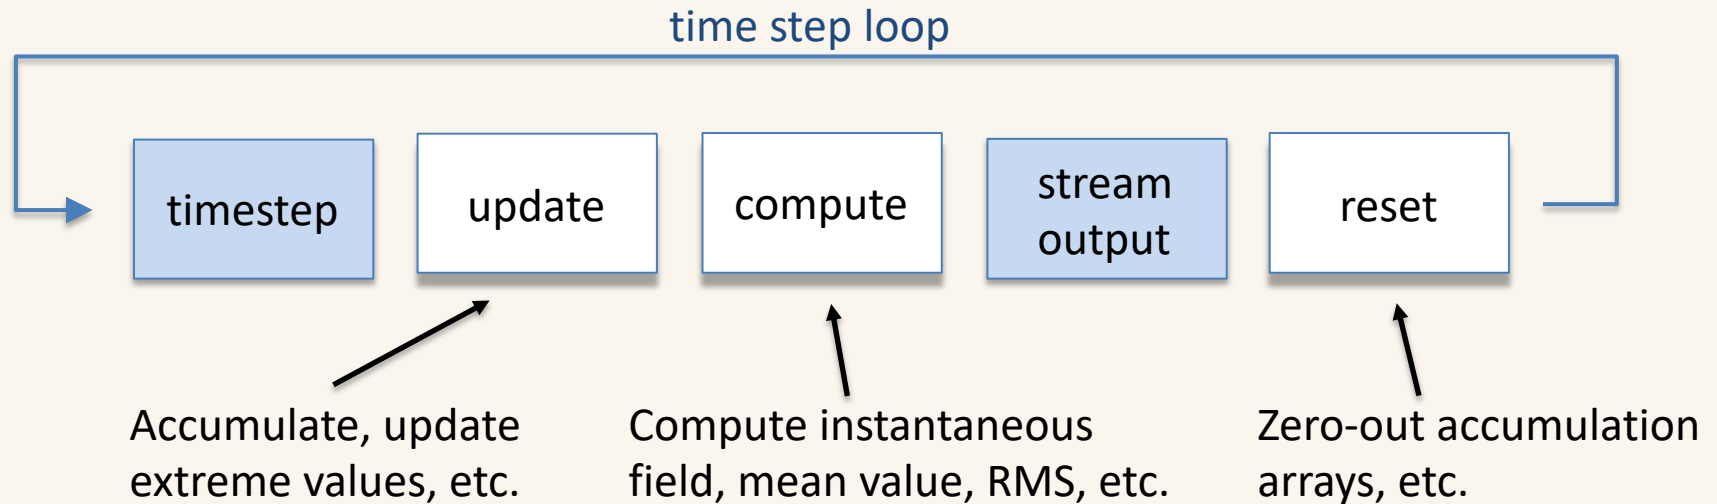 time step loop
timestep
update
compute
stream
output
reset
Accumulate, update
extreme values, etc.
Compute instantaneous
field, mean value, RMS, etc.
Zero-out accumulation
arrays, etc.